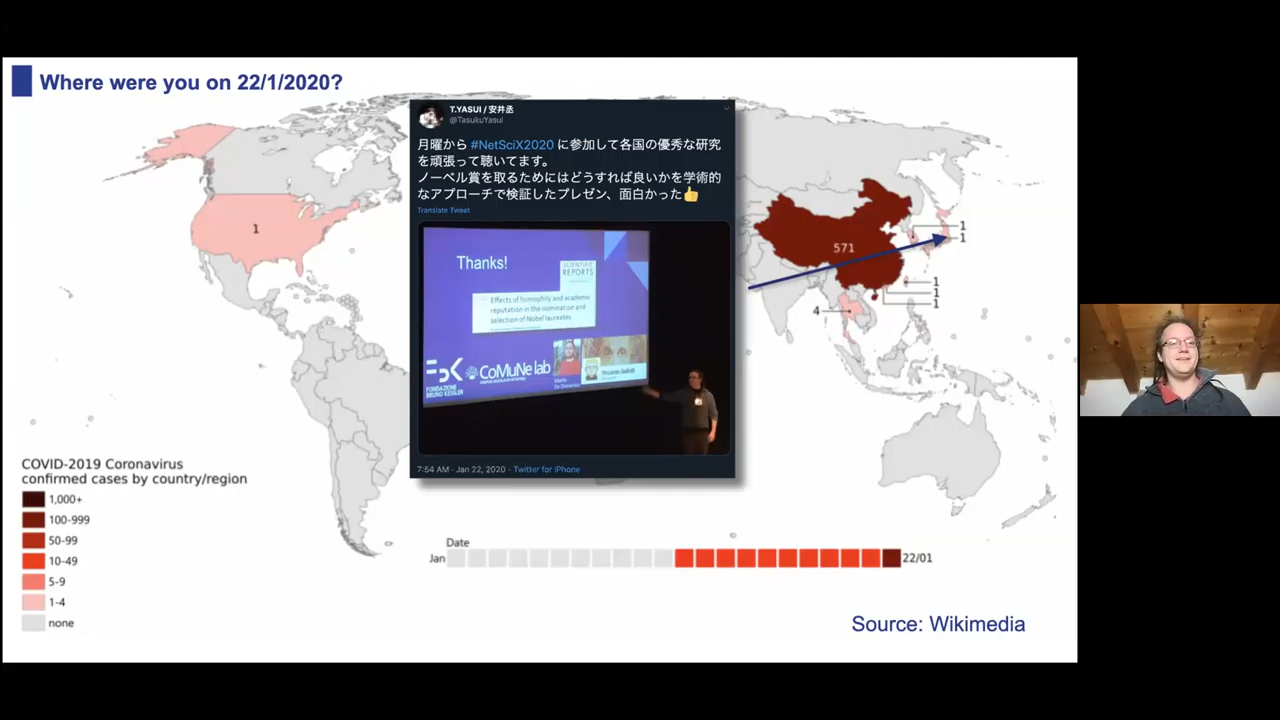 Where were you on 22/1/2020?
T.YASUI / 安井丞
@TasukuYasui
月曜から #NetSciX2020 に参加して各国の優秀な研究
を頑張って聴いてます。
ノーベル賞を取るためにはどうすれば良いかを学術的
なアプローチで検証したプレゼン、面白かった👍
Translate Tweet
Thanks!
SCIENTIFIC
REPORTS
Effects of homophily and academic
reputation in the nomination and
selection of Nobel laureates
FONDAZIONE
BRUNO KESSLER
CoMuNe lab
Manlio
De Domenico
Riccardo Gallotti
7:54 AM · Jan 22, 2020 · Twitter for iPhone
1
571
1
1
1
1
1
4
COVID-2019 Coronavirus
confirmed cases by country/region
1,000+
100-999
50-99
10-49
5-9
1-4
none
Date
Jan
22/01
Source: Wikimedia